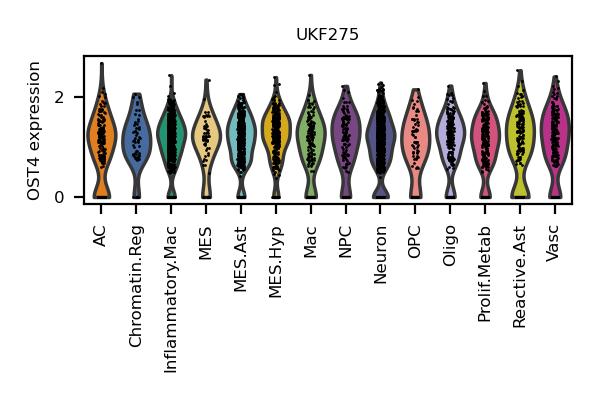 UKF275
OST4 expression
2
0
AC
Chromatin.Reg
Inflammatory.Mac
MES
MES.Ast
MES.Hyp
Mac
NPC
Neuron
OPC
Oligo
Prolif.Metab
Reactive.Ast
Vasc